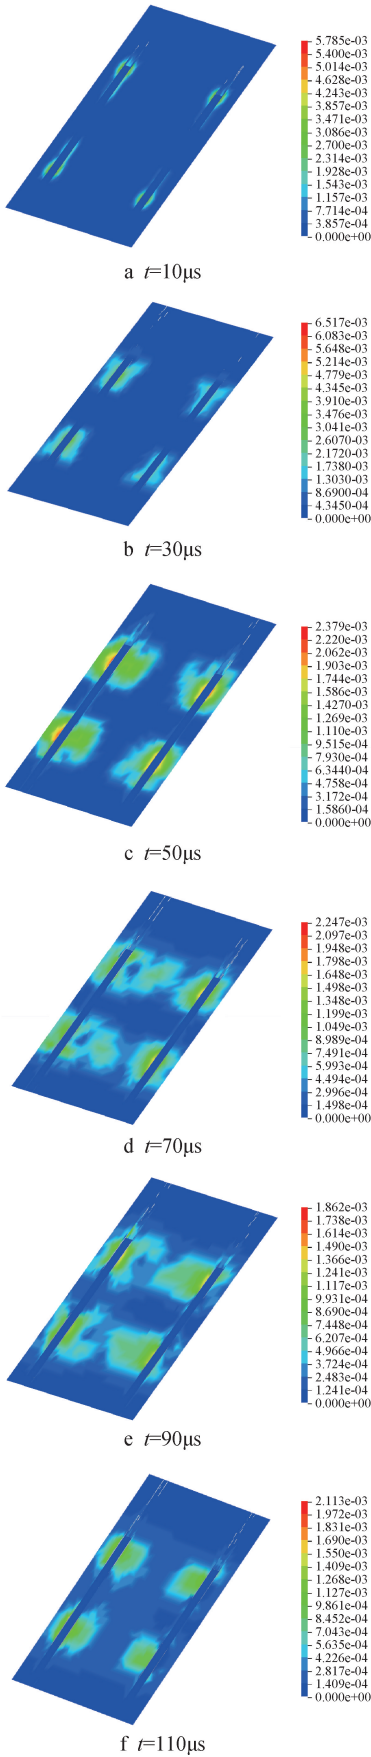 5.785e-03
5.400e-03
5.014e-03
4.628e-03
4.243e-03
3.857e-03
3.471e-03
3.086e-03
2.700e-03
2.314e-03
1.928e-03
1.543e-03
1.157e-03
7.714e-04
3.857e-04
0.000e+00
a t=10μs
6.517e-03
6.083e-03
5.648e-03
5.214e-03
4.779e-03
4.345e-03
3.910e-03
3.476e-03
3.041e-03
2.6070-03
2.1720-03
1.7380-03
1.3030-03
8.6900-04
4.3450-04
0.000e+00
b t=30μs
2.379e-03
2.220e-03
2.062e-03
1.903e-03
1.744e-03
1.586e-03
1.4270-03
1.269e-03
1.110e-03
9.515e-04
7.930e-04
6.3440-04
4.758e-04
3.172e-04
1.5860-04
0.000e+00
c t=50μs
2.247e-03
2.097e-03
1.948e-03
1.798e-03
1.648e-03
1.498e-03
1.348e-03
1.199e-03
1.049e-03
8.989e-04
7.491e-04
5.993e-04
4.494e-04
2.996e-04
1.498e-04
0.000e+00
d t=70μs
1.862e-03
1.738e-03
1.614e-03
1.490e-03
1.366e-03
1.241e-03
1.117e-03
9.931e-04
8.690e-04
7.448e-04
6.207e-04
4.966e-04
3.724e-04
2.483e-04
1.241e-04
0.000e+00
e t=90μs
2.113e-03
1.972e-03
1.831e-03
1.690e-03
1.550e-03
1.409e-03
1.268e-03
1.127e-03
9.861e-04
8.452e-04
7.043e-04
5.635e-04
4.226e-04
2.817e-04
1.409e-04
0.000e+00
f t=110μs